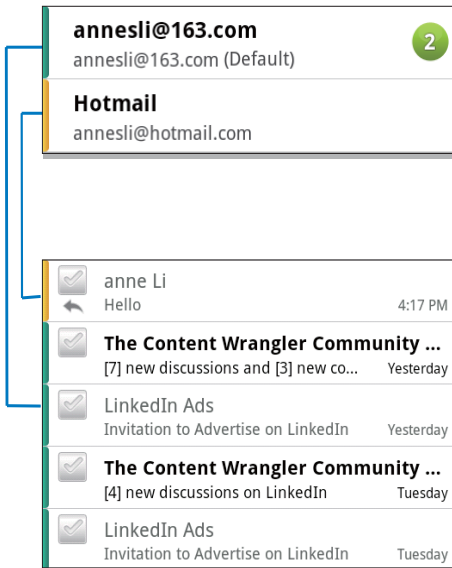 annesli@163.com
annesli@163.com (Default)
2
Hotmail
annesli@hotmail.com
anne Li
Hello 4:17 PM
The Content Wrangler Community ...
[7] new discussions and [3] new co... Yesterday
LinkedIn Ads
Invitation to Advertise on LinkedIn Yesterday
The Content Wrangler Community ...
[4] new discussions on LinkedIn Tuesday
LinkedIn Ads
Invitation to Advertise on LinkedIn Tuesday